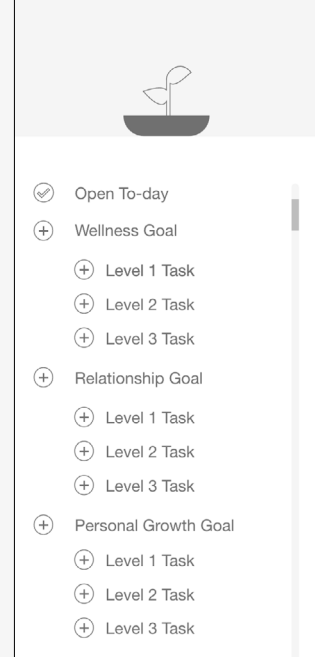 Open To-day
Wellness Goal
Level 1 Task
Level 2 Task
Level 3 Task
Relationship Goal
Level 1 Task
Level 2 Task
Level 3 Task
Personal Growth Goal
Level 1 Task
Level 2 Task
Level 3 Task